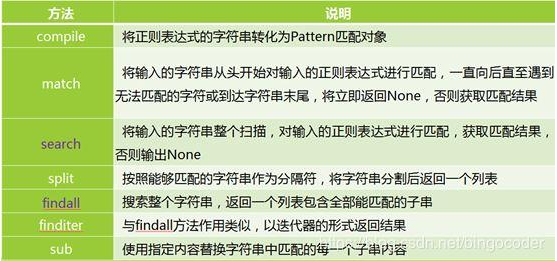 方法 说明
compile 将正则表达式的字符串转化为Pattern匹配对象
match 将输入的字符串从头开始对输入的正则表达式进行匹配，一直向后直至遇到
无法匹配的字符或到达字符串末尾，将立即返回None，否则获取匹配结果
search 将输入的字符串整个扫描，对输入的正则表达式进行匹配，获取匹配结果，
否则输出None
split 按照能够匹配的字符串作为分隔符，将字符串分割后返回一个列表
findall 搜索整个字符串，返回一个列表包含全部能匹配的子串
finditer 与findall方法作用类似，以迭代器的形式返回结果
sub 使用指定内容替换字符串中匹配的每一个子串内容